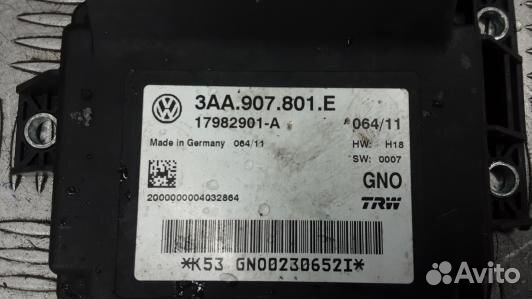 3AA.907.801.E
17982901-A 064/11
Made in Germany 064/11 HW: H18
SW: 0007
GNO
2000000004032864
TRW
*K53 GNO0230652I*
Avito